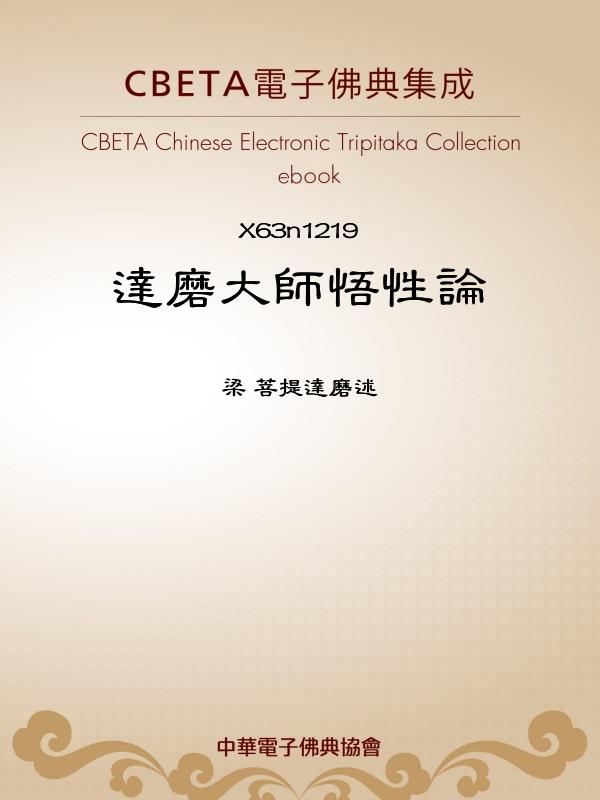 CBETA電子佛典集成
CBETA Chinese Electronic Tripitaka Collection
ebook
X63n1219
達磨大師悟性論
梁 菩提達磨述
中華電子佛典協會